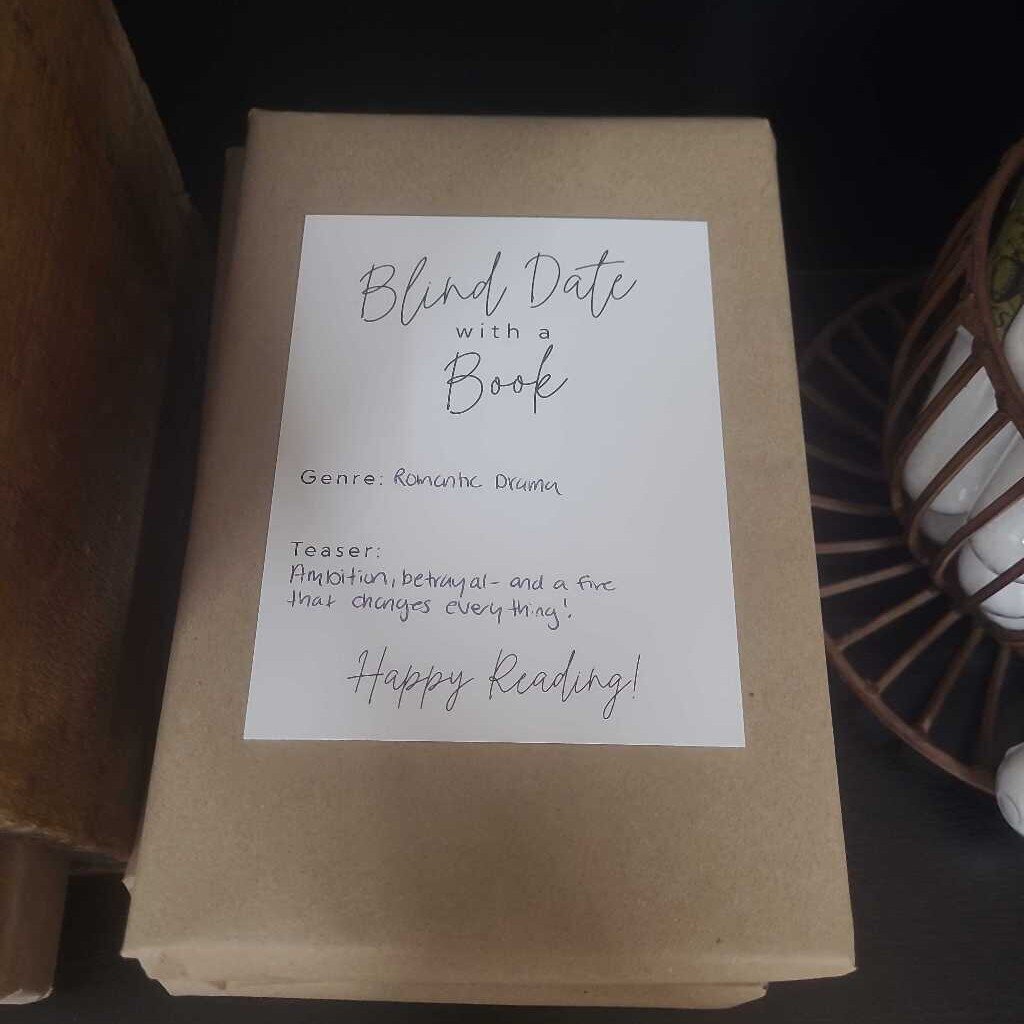 Blind Date
with a
Book
Genre: Romantic Drama
Teaser:
Ambition, betrayal - and a fire
that changes everything!
Happy Reading!